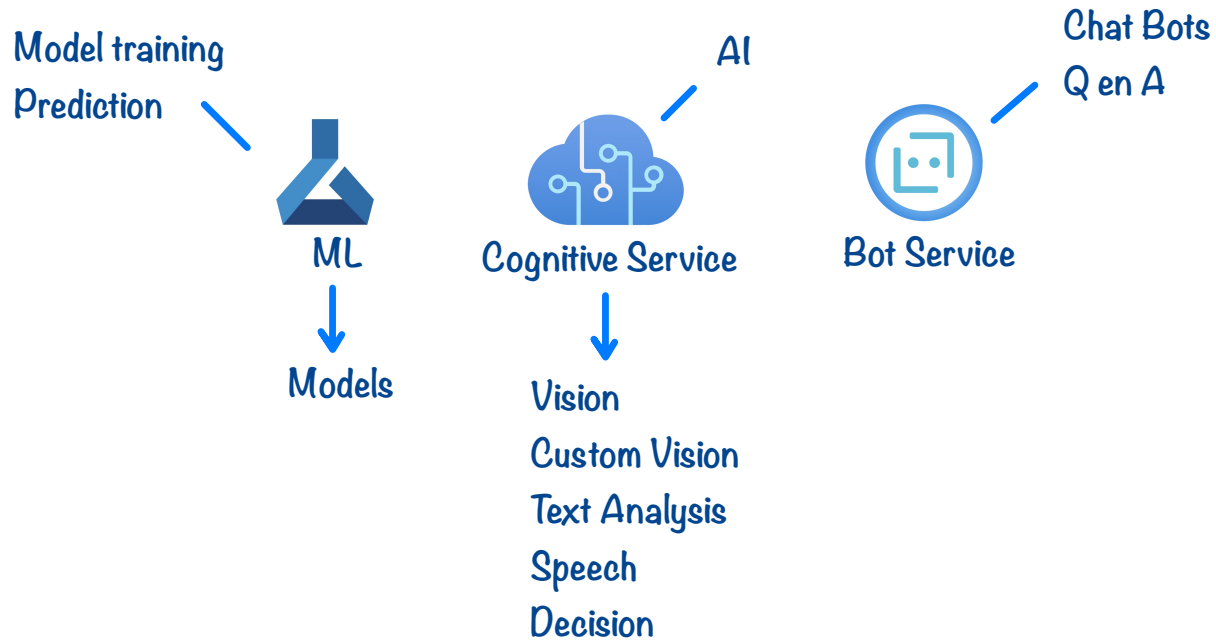 Model training
Prediction
AI
Chat Bots
Q en A
ML
Cognitive Service
Bot Service
Models
Vision
Custom Vision
Text Analysis
Speech
Decision